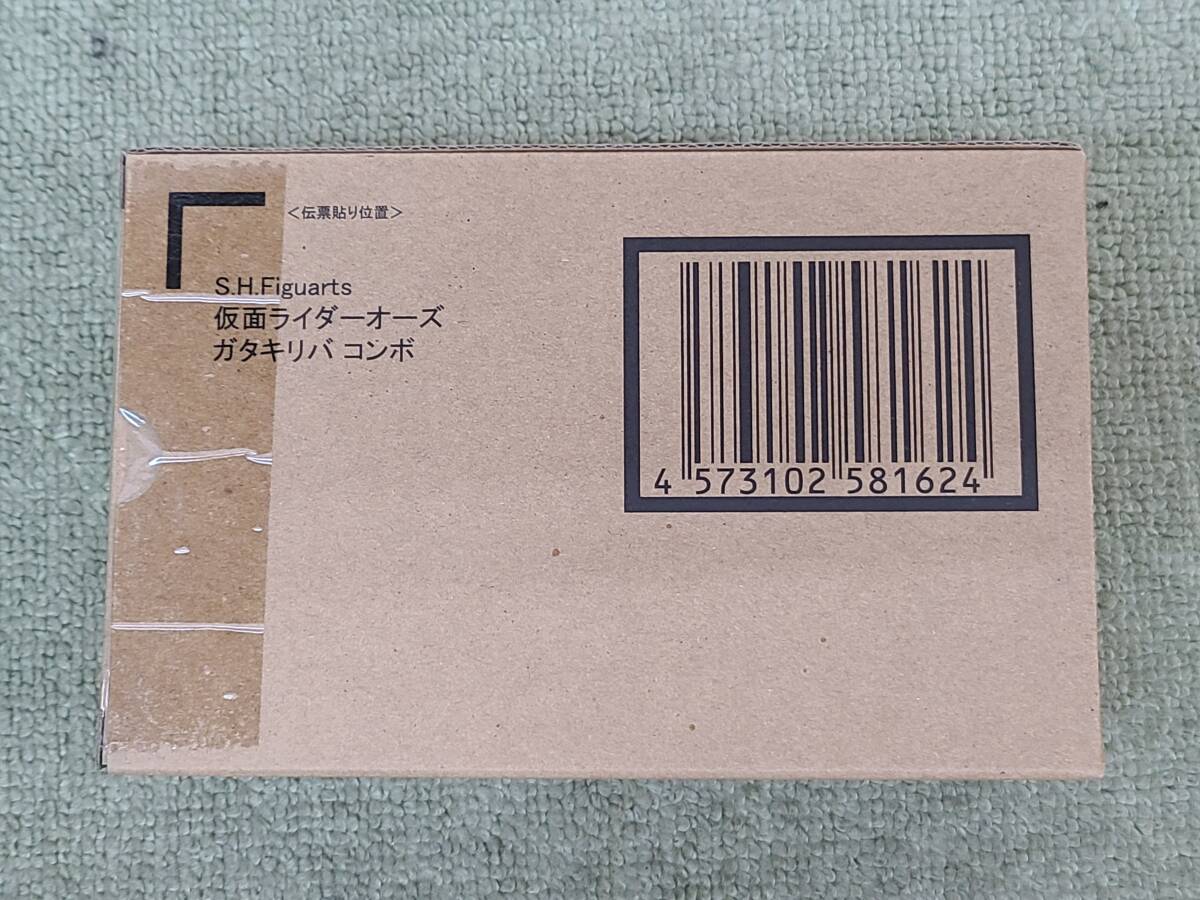 <伝票貼り位置>
S.H.Figuarts
仮面ライダーオーズ
ガタキリバ コンボ
4 573102 581624